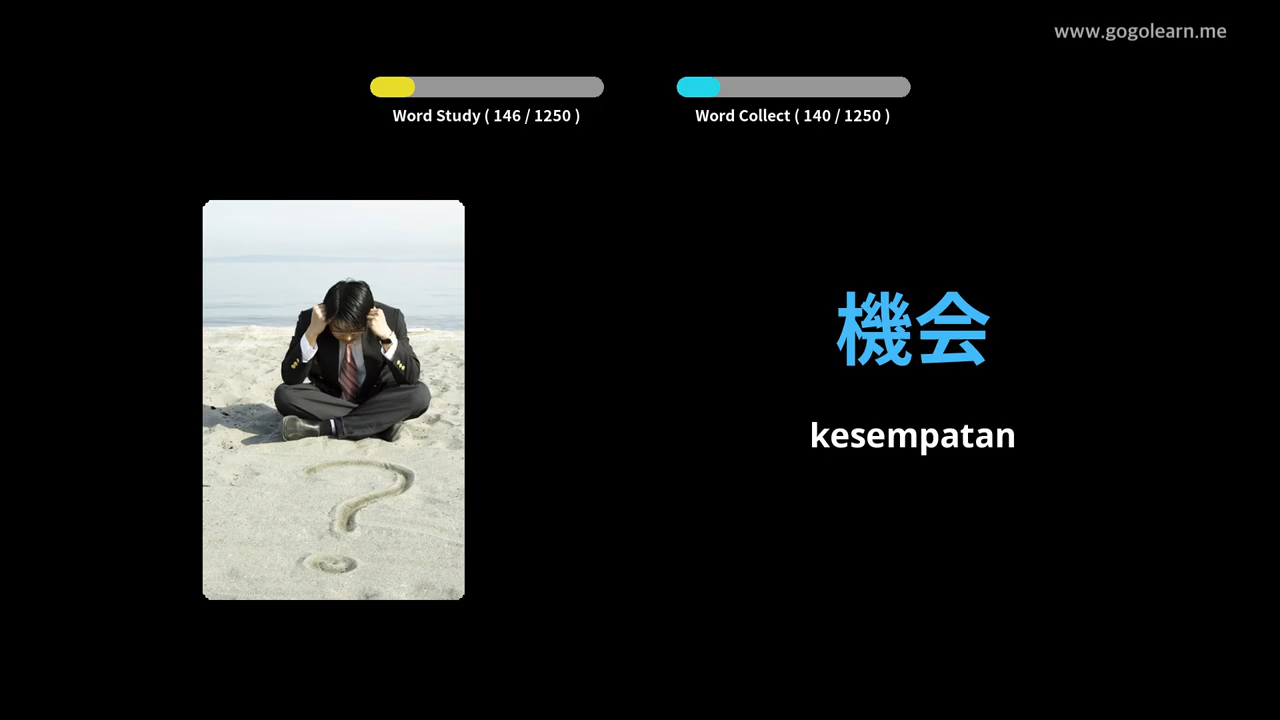 www.gogolearn.me
Word Study ( 146 / 1250 )
Word Collect ( 140 / 1250 )
機会
kesempatan
?